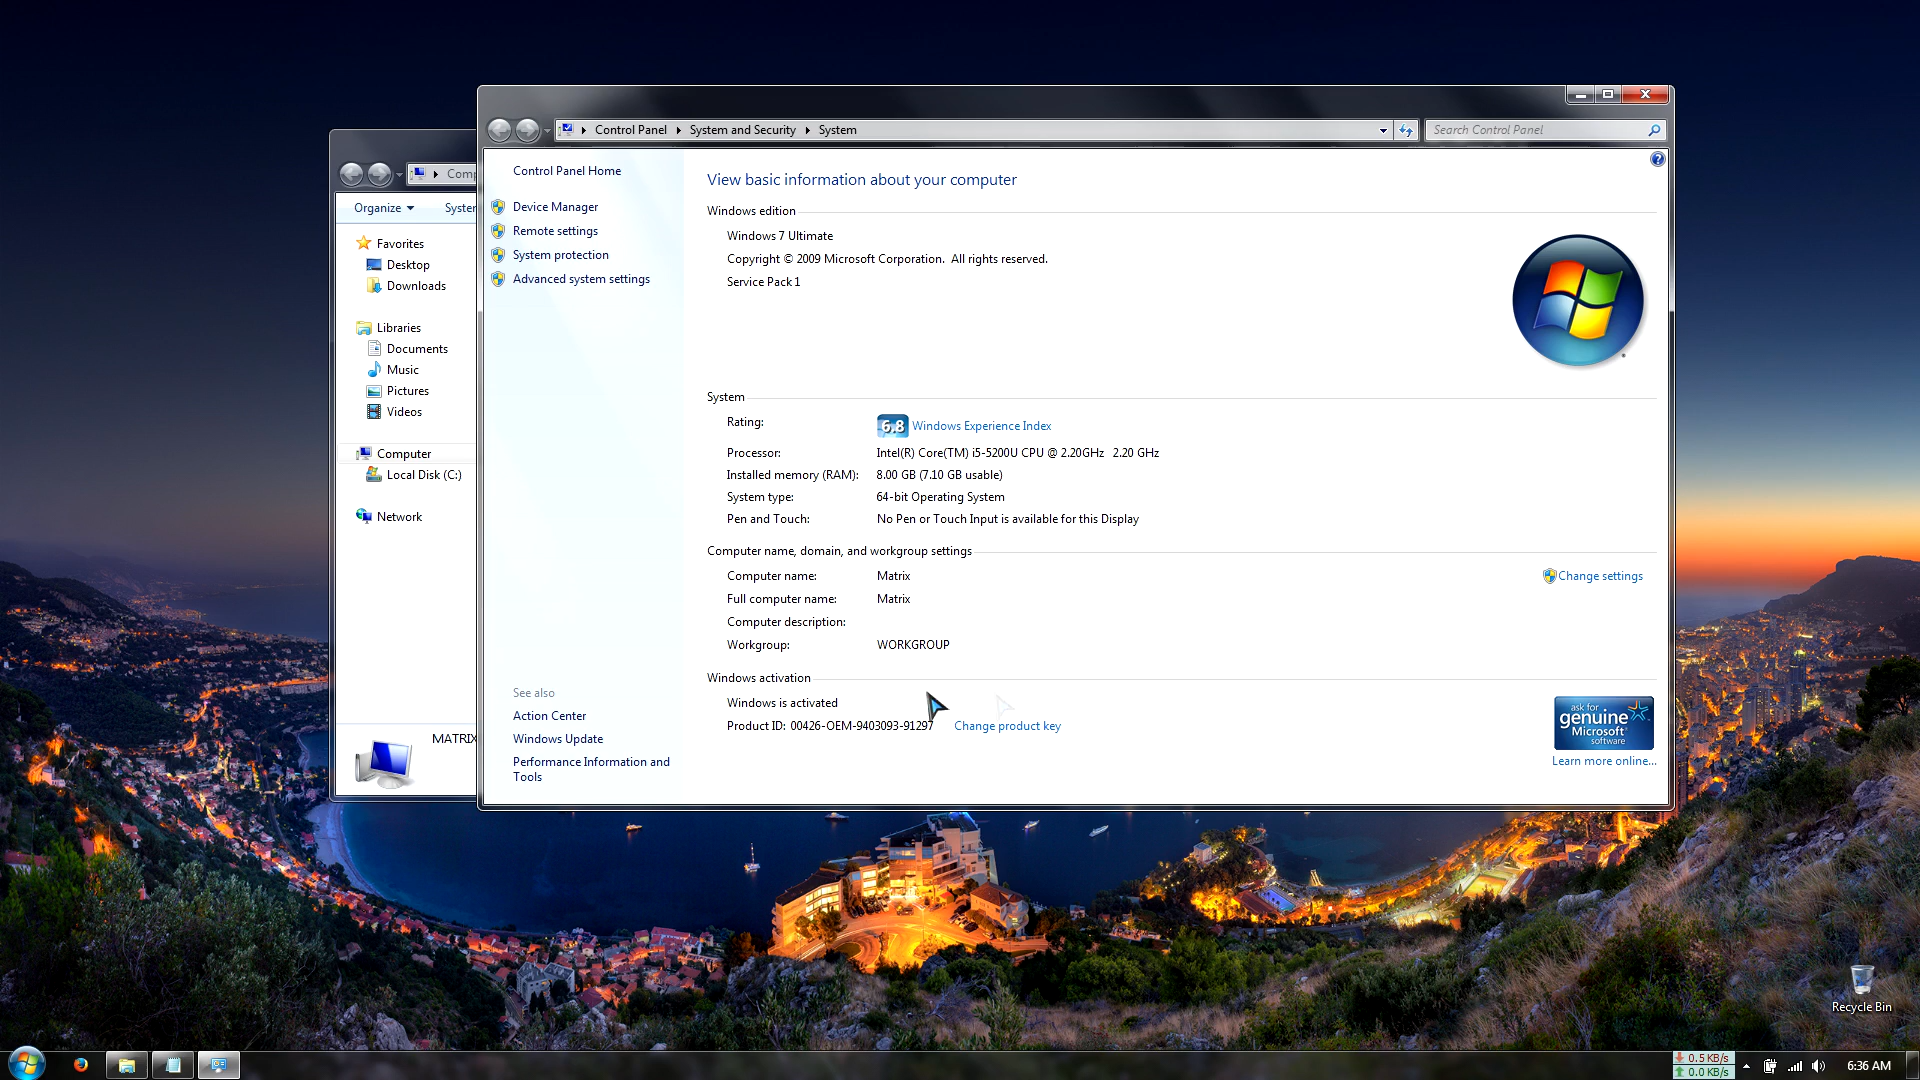 Control Panel
System and Security
System
Search Control Panel
Comp
Organize
System
Favorites
Desktop
Downloads
Libraries
Documents
Music
Pictures
Videos
Computer
Local Disk (C:)
Network
MATRIX
Control Panel Home
Device Manager
Remote settings
System protection
Advanced system settings
See also
Action Center
Windows Update
Performance Information and
Tools
View basic information about your computer
Windows edition
Windows 7 Ultimate
Copyright © 2009 Microsoft Corporation. All rights reserved.
Service Pack 1
System
Rating:
6.8 Windows Experience Index
Processor: Intel(R) Core(TM) i5-5200U CPU @ 2.20GHz 2.20 GHz
Installed memory (RAM): 8.00 GB (7.10 GB usable)
System type: 64-bit Operating System
Pen and Touch: No Pen or Touch Input is available for this Display
Computer name, domain, and workgroup settings
Computer name: Matrix
Change settings
Full computer name: Matrix
Computer description:
Workgroup: WORKGROUP
Windows activation
Windows is activated
Product ID: 00426-OEM-9403093-91297 Change product key
ask for
genuine
Microsoft
software
Learn more online...
Recycle Bin
0.5 KB/s
0.0 KB/s
6:36 AM